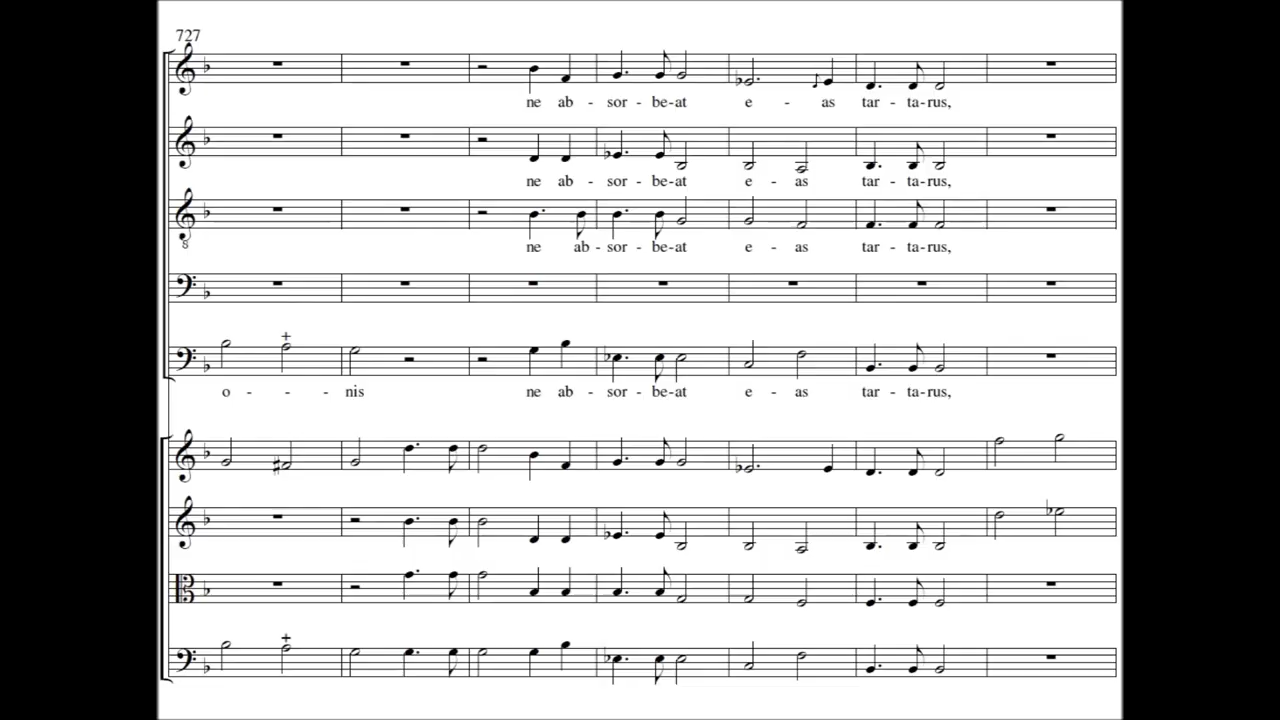 727
ne ab - sor - be-at e - as tar - ta-rus,
ne ab - sor - be-at e - as tar - ta-rus,
ne ab - sor - be-at e - as tar - ta-rus,
o - - - nis ne ab - sor - be-at e - as tar - ta-rus,